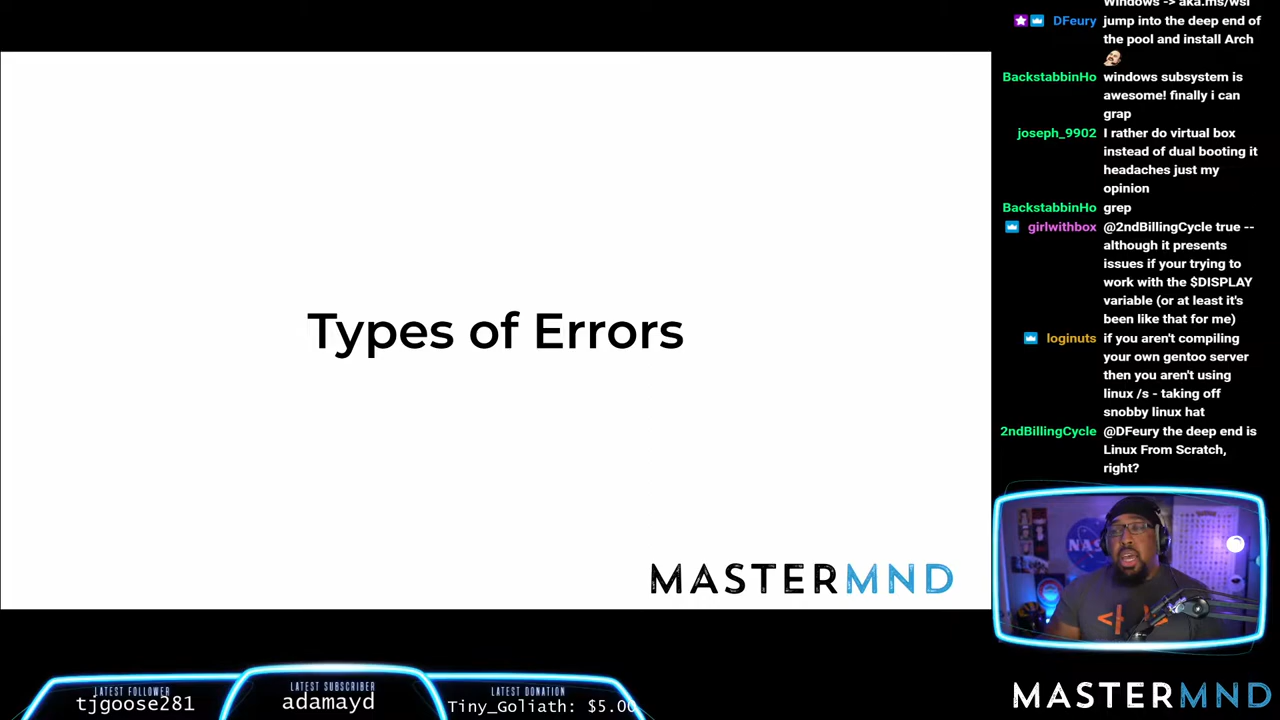 Types of Errors
MASTERMND
Windows -> aka.ms/wsl
DFeury jump into the deep end of
the pool and install Arch
BackstabbinHo windows subsystem is
awesome! finally i can
grap
joseph_9902 I rather do virtual box
instead of dual booting it
headaches just my
opinion
BackstabbinHo grep
girlwithbox @2ndBillingCycle true --
although it presents
issues if your trying to
work with the $DISPLAY
variable (or at least it's
been like that for me)
loginuts if you aren't compiling
your own gentoo server
then you aren't using
linux /s - taking off
snobby linux hat
2ndBillingCycle @DFeury the deep end is
Linux From Scratch,
right?
NAS
LATEST FOLLOWER
tjgoose281
LATEST SUBSCRIBER
adamayd
LATEST DONATION
Tiny_Goliath: $5.00
MASTERMND